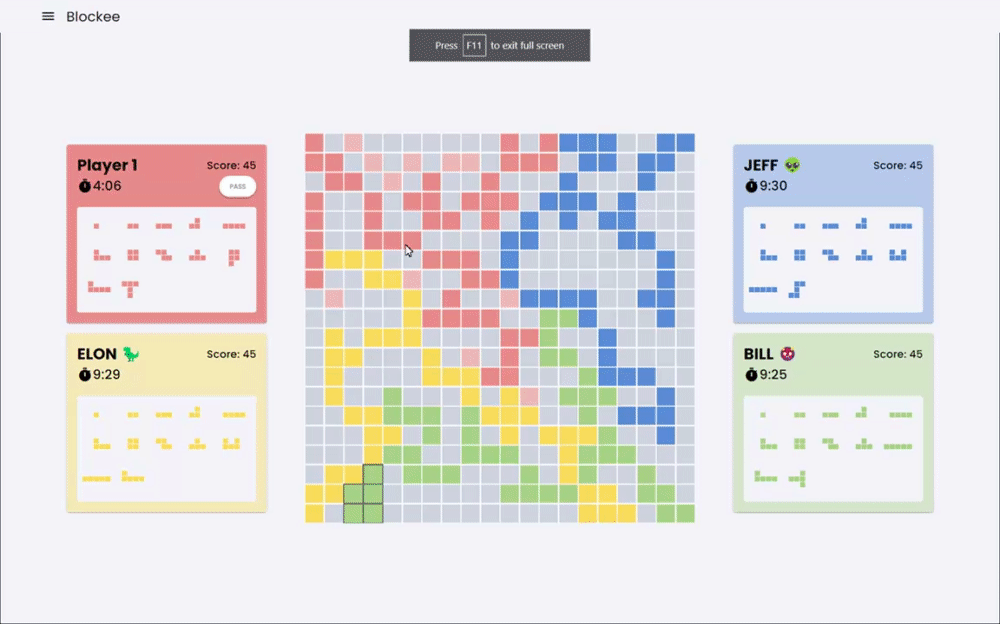 Blockee
Press F11 to exit full screen
Player 1
Score: 45
4:06
PASS
JEFF
Score: 45
9:30
ELON
Score: 45
9:29
BILL
Score: 45
9:25